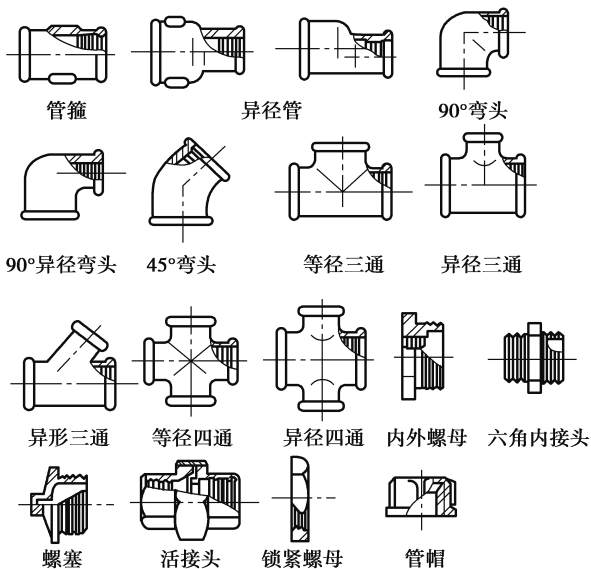 管箍 异径管 90°弯头
90°异径弯头 45°弯头 等径三通 异径三通
异形三通 等径四通 异径四通 内外螺母 六角内接头
螺塞 活接头 锁紧螺母 管帽